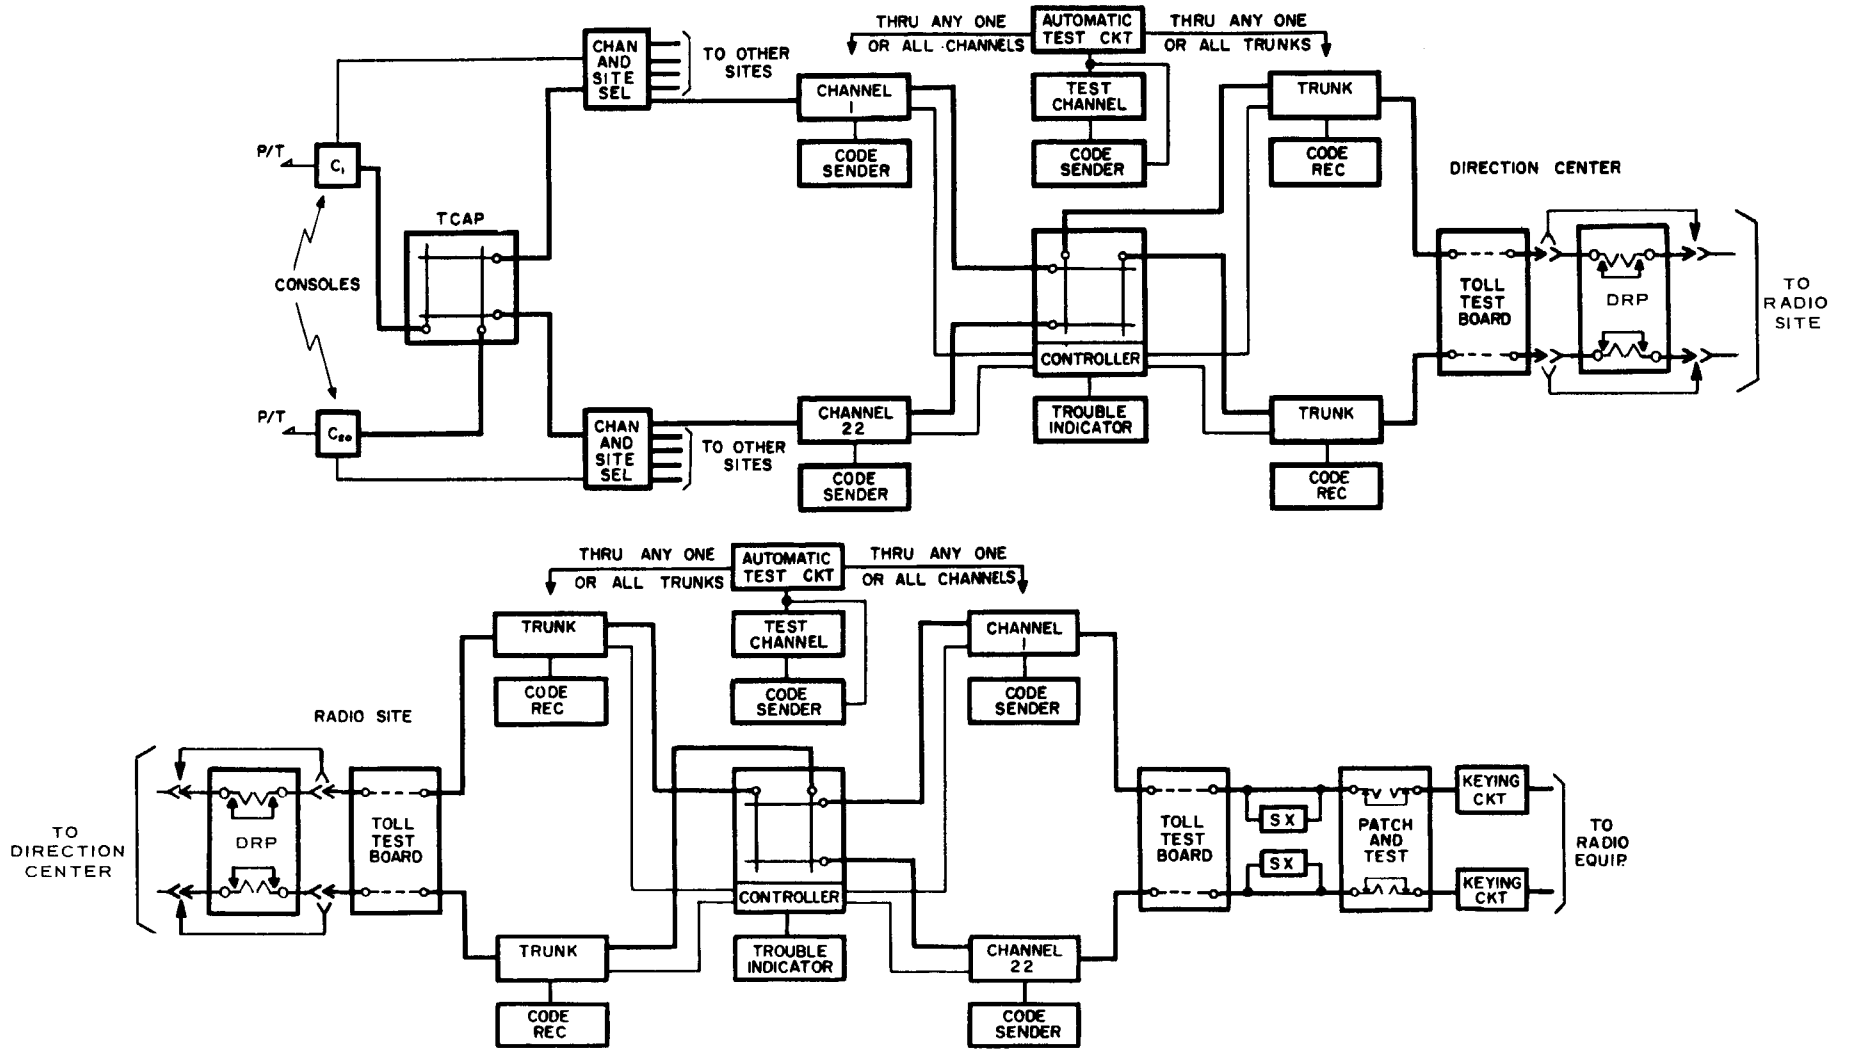 THRU ANY ONE
OR ALL CHANNELS
AUTOMATIC
TEST CKT
THRU ANY ONE
OR ALL TRUNKS
CHAN
AND
SITE
SEL
TO OTHER
SITES
CHANNEL
1
TEST
CHANNEL
TRUNK
CODE
SENDER
CODE
SENDER
CODE
REC
P/T
C1
DIRECTION CENTER
TCAP
CONSOLES
TOLL
TEST
BOARD
DRP
TO
RADIO
SITE
CONTROLLER
P/T
C20
CHAN
AND
SITE
SEL
TO OTHER
SITES
CHANNEL
22
TROUBLE
INDICATOR
TRUNK
CODE
SENDER
CODE
REC
THRU ANY ONE
OR ALL TRUNKS
AUTOMATIC
TEST CKT
THRU ANY ONE
OR ALL CHANNELS
TRUNK
TEST
CHANNEL
CHANNEL
1
CODE
REC
CODE
SENDER
CODE
SENDER
RADIO SITE
TO
DIRECTION
CENTER
DRP
TOLL
TEST
BOARD
CONTROLLER
TOLL
TEST
BOARD
SX
SX
PATCH
AND
TEST
KEYING
CKT
KEYING
CKT
TO
RADIO
EQUIP.
TRUNK
TROUBLE
INDICATOR
CHANNEL
22
CODE
REC
CODE
SENDER